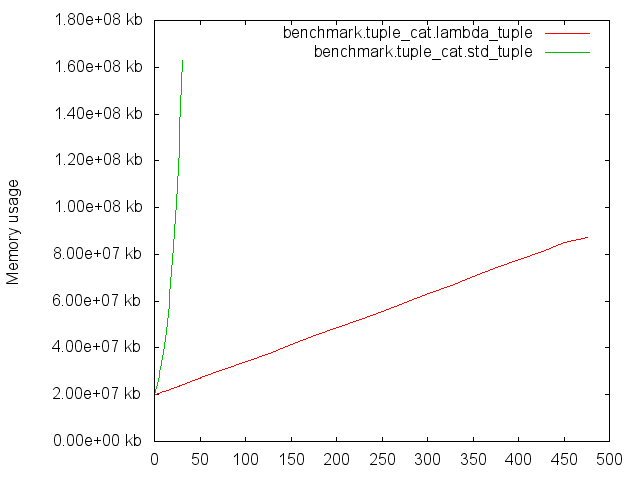 benchmark.tuple_cat.lambda_tuple
benchmark.tuple_cat.std_tuple
Memory usage
1.80e+08 kb
1.60e+08 kb
1.40e+08 kb
1.20e+08 kb
1.00e+08 kb
8.00e+07 kb
6.00e+07 kb
4.00e+07 kb
2.00e+07 kb
0.00e+00 kb
0 50 100 150 200 250 300 350 400 450 500